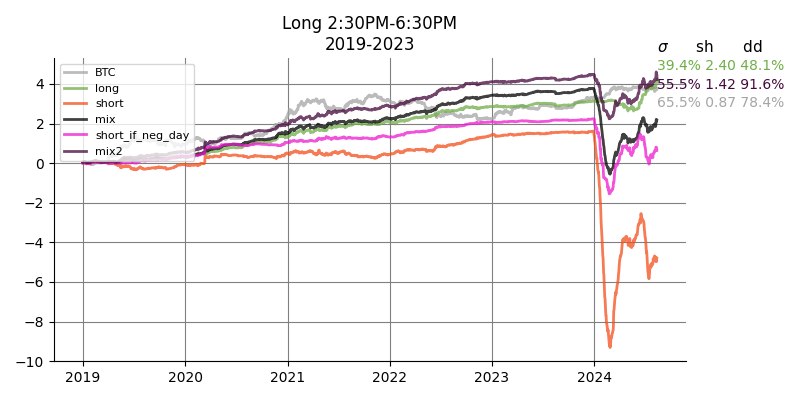 Long 2:30PM-6:30PM
2019-2023
σ sh dd
39.4% 2.40 48.1%
55.5% 1.42 91.6%
65.5% 0.87 78.4%
BTC
long
short
mix
short_if_neg_day
mix2
4
2
0
−2
−4
−6
−8
−10
2019 2020 2021 2022 2023 2024